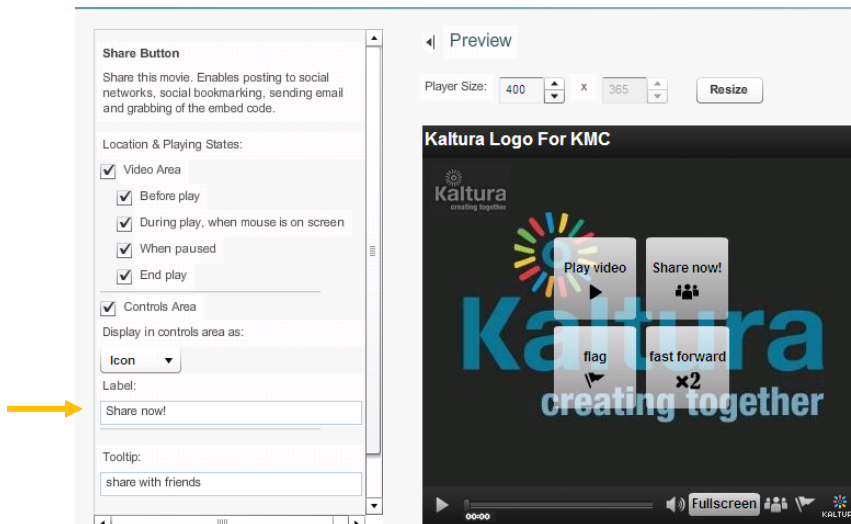 Share Button
Share this movie. Enables posting to social
networks, social bookmarking, sending email
and grabbing of the embed code.
Location & Playing States:
Video Area
Before play
During play, when mouse is on screen
When paused
End play
Controls Area
Display in controls area as:
Icon
Label:
Share now!
Tooltip:
share with friends
Preview
Player Size: 400 x 365 Resize
Kaltura Logo For KMC
Kaltura
creating together
Play video
Share now!
flag
fast forward
x2
Kaltura
creating together
00:00
Fullscreen
KALTUR